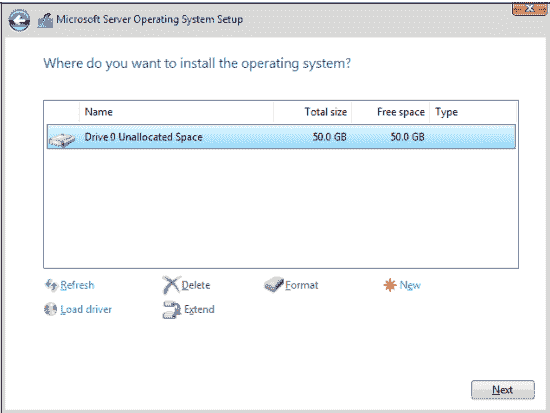 Microsoft Server Operating System Setup
Where do you want to install the operating system?
Name Total size Free space Type
Drive 0 Unallocated Space 50.0 GB 50.0 GB
Refresh Delete Format New
Load driver Extend
Next